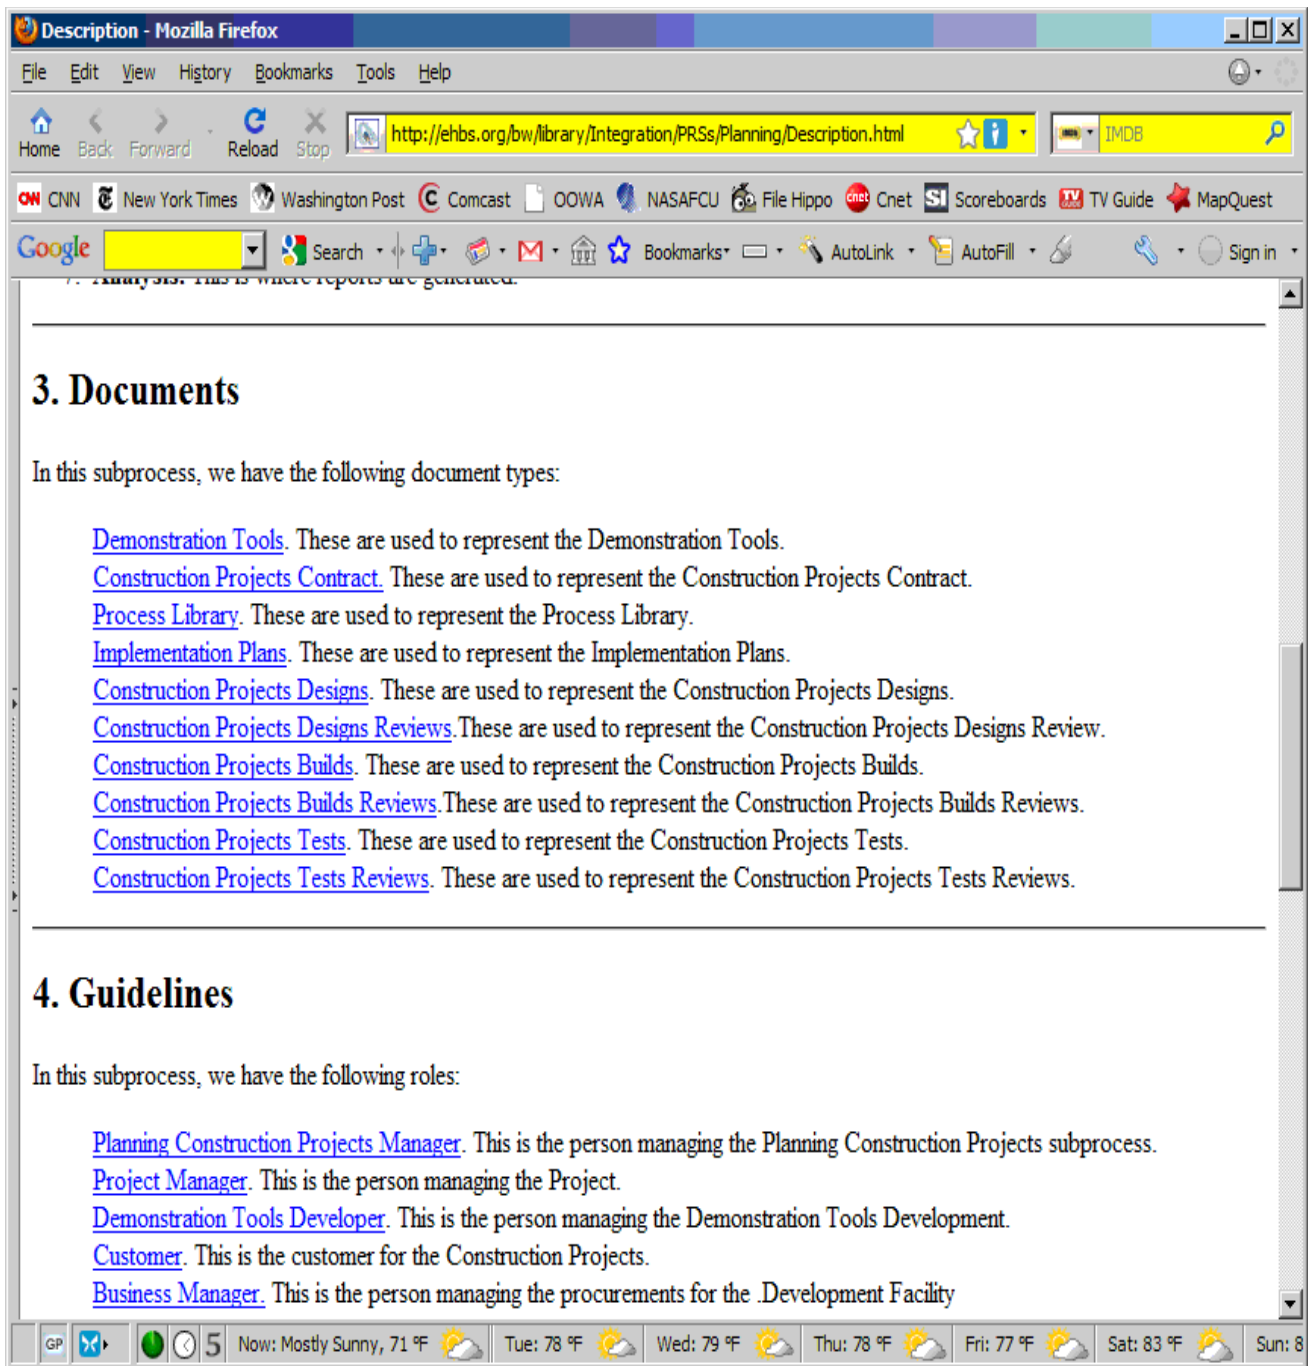 Description - Mozilla Firefox
File Edit View History Bookmarks Tools Help
Home Back Forward Reload Stop http://ehbs.org/bw/library/Integration/PRSs/Planning/Description.html IMDB
CNN New York Times Washington Post Comcast OOWA NASAFCU File Hippo Cnet Scoreboards TV Guide MapQuest
Google Search Bookmarks AutoLink AutoFill Sign in
7. Analysis. This is where reports are generated.
3. Documents
In this subprocess, we have the following document types:
Demonstration Tools. These are used to represent the Demonstration Tools.
Construction Projects Contract. These are used to represent the Construction Projects Contract.
Process Library. These are used to represent the Process Library.
Implementation Plans. These are used to represent the Implementation Plans.
Construction Projects Designs. These are used to represent the Construction Projects Designs.
Construction Projects Designs Reviews.These are used to represent the Construction Projects Designs Review.
Construction Projects Builds. These are used to represent the Construction Projects Builds.
Construction Projects Builds Reviews.These are used to represent the Construction Projects Builds Reviews.
Construction Projects Tests. These are used to represent the Construction Projects Tests.
Construction Projects Tests Reviews. These are used to represent the Construction Projects Tests Reviews.
4. Guidelines
In this subprocess, we have the following roles:
Planning Construction Projects Manager. This is the person managing the Planning Construction Projects subprocess.
Project Manager. This is the person managing the Project.
Demonstration Tools Developer. This is the person managing the Demonstration Tools Development.
Customer. This is the customer for the Construction Projects.
Business Manager. This is the person managing the procurements for the .Development Facility
GP 5 Now: Mostly Sunny, 71 °F Tue: 78 °F Wed: 79 °F Thu: 78 °F Fri: 77 °F Sat: 83 °F Sun: 8